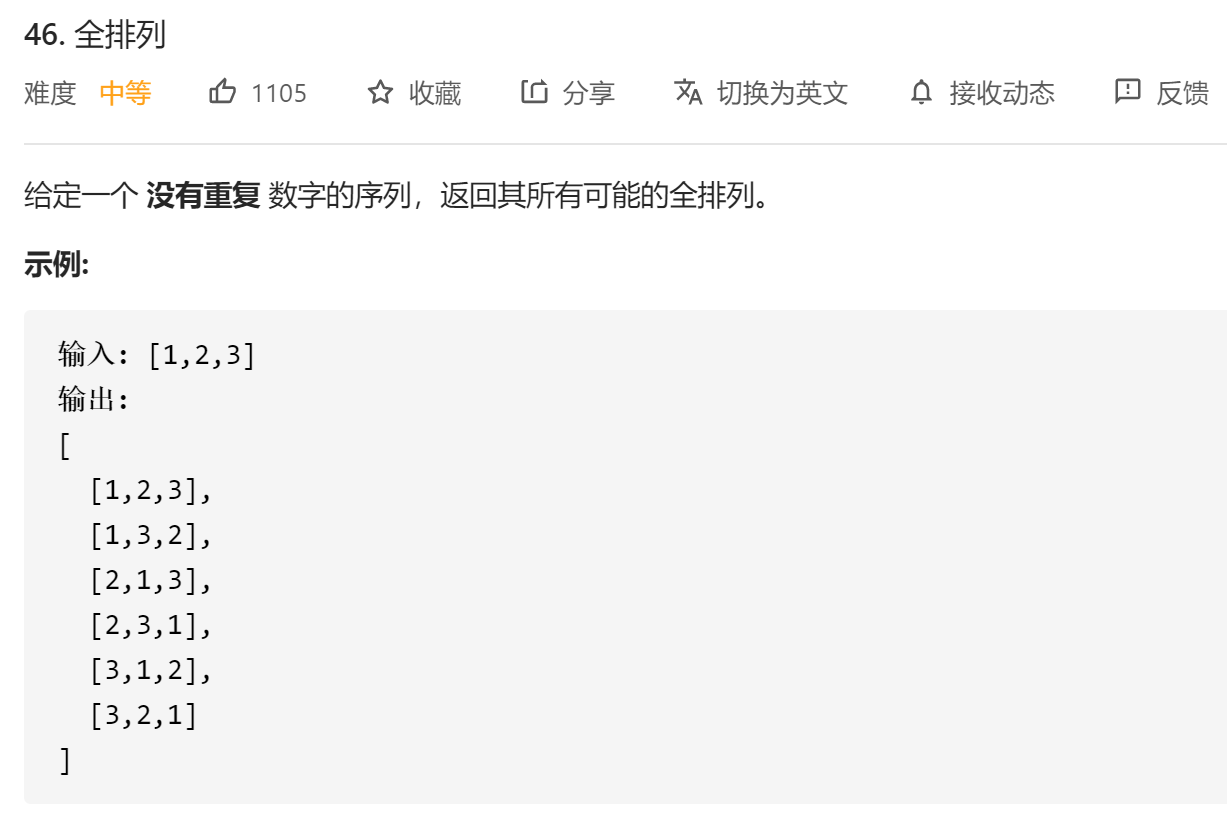 46. 全排列
难度 中等 1105 收藏 分享 切换为英文 接收动态 反馈
给定一个 没有重复 数字的序列，返回其所有可能的全排列。
示例:
输入: [1,2,3]
输出:
[
  [1,2,3],
  [1,3,2],
  [2,1,3],
  [2,3,1],
  [3,1,2],
  [3,2,1]
]